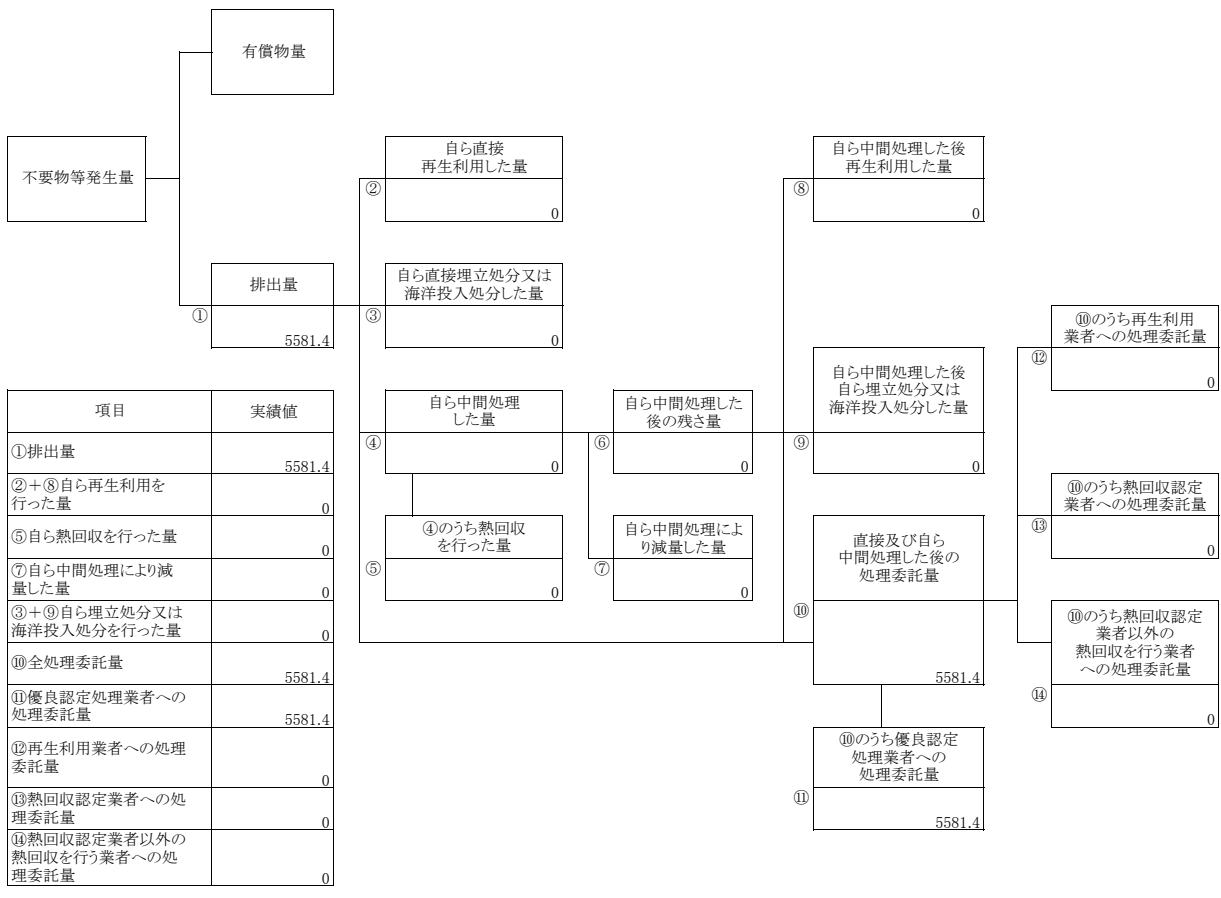 有償物量
不要物等発生量
排出量
①
5581.4
自ら直接
再生利用した量
②
0
自ら直接埋立処分又は
海洋投入処分した量
③
0
自ら中間処理
した量
④
0
④のうち熱回収
を行った量
⑤
0
自ら中間処理した
後の残さ量
⑥
0
自ら中間処理によ
り減量した量
⑦
0
自ら中間処理した後
再生利用した量
⑧
0
自ら中間処理した後
自ら埋立処分又は
海洋投入処分した量
⑨
0
直接及び自ら
中間処理した後の
処理委託量
⑩
5581.4
⑩のうち優良認定
処理業者への
処理委託量
⑪
5581.4
⑩のうち再生利用
業者への処理委託量
⑫
0
⑩のうち熱回収認定
業者への処理委託量
⑬
0
⑩のうち熱回収認定
業者以外の
熱回収を行う業者
への処理委託量
⑭
0
項目 実績値
①排出量
5581.4
②＋⑧自ら再生利用を
行った量
0
⑤自ら熱回収を行った量
0
⑦自ら中間処理により減
量した量
0
③＋⑨自ら埋立処分又は
海洋投入処分を行った量
0
⑩全処理委託量
5581.4
⑪優良認定処理業者への
処理委託量
5581.4
⑫再生利用業者への処理
委託量
0
⑬熱回収認定業者への処
理委託量
0
⑭熱回収認定業者以外の
熱回収を行う業者への処
理委託量
0